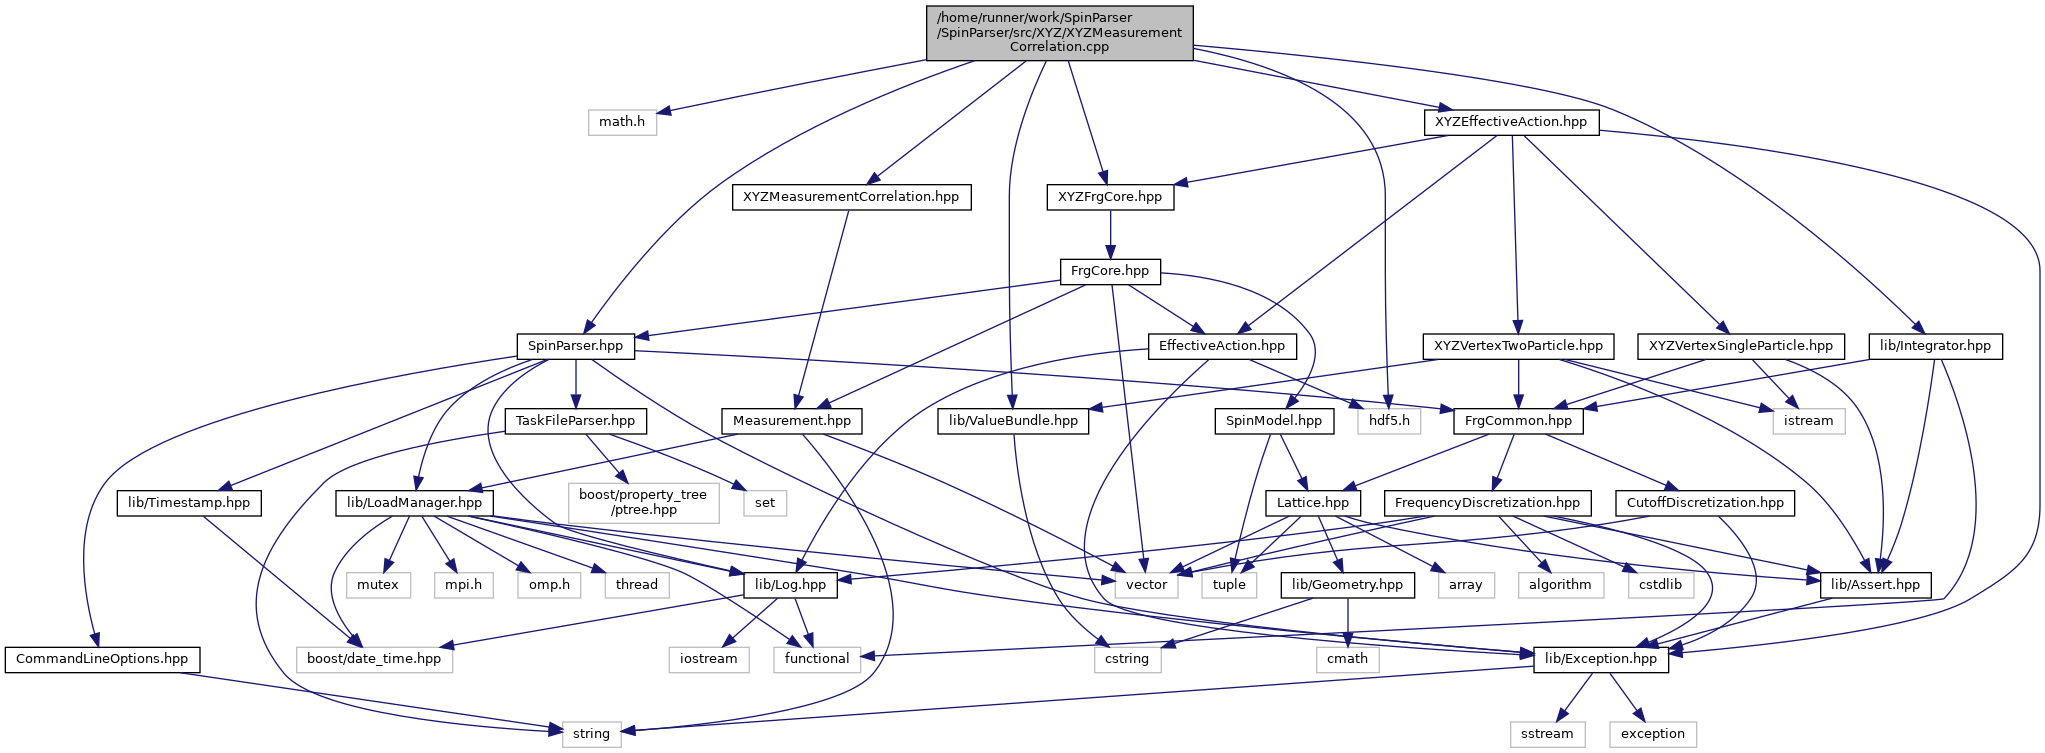 /home/runner/work/SpinParser
/SpinParser/src/XYZ/XYZMeasurement
Correlation.cpp
math.h
XYZEffectiveAction.hpp
XYZMeasurementCorrelation.hpp
XYZFrgCore.hpp
FrgCore.hpp
SpinParser.hpp
EffectiveAction.hpp
XYZVertexTwoParticle.hpp
XYZVertexSingleParticle.hpp
lib/Integrator.hpp
TaskFileParser.hpp
Measurement.hpp
lib/ValueBundle.hpp
SpinModel.hpp
hdf5.h
FrgCommon.hpp
istream
lib/Timestamp.hpp
lib/LoadManager.hpp
boost/property_tree
/ptree.hpp
set
Lattice.hpp
FrequencyDiscretization.hpp
CutoffDiscretization.hpp
mutex
mpi.h
omp.h
thread
lib/Log.hpp
vector
tuple
lib/Geometry.hpp
array
algorithm
cstdlib
lib/Assert.hpp
CommandLineOptions.hpp
boost/date_time.hpp
iostream
functional
cstring
cmath
lib/Exception.hpp
string
sstream
exception